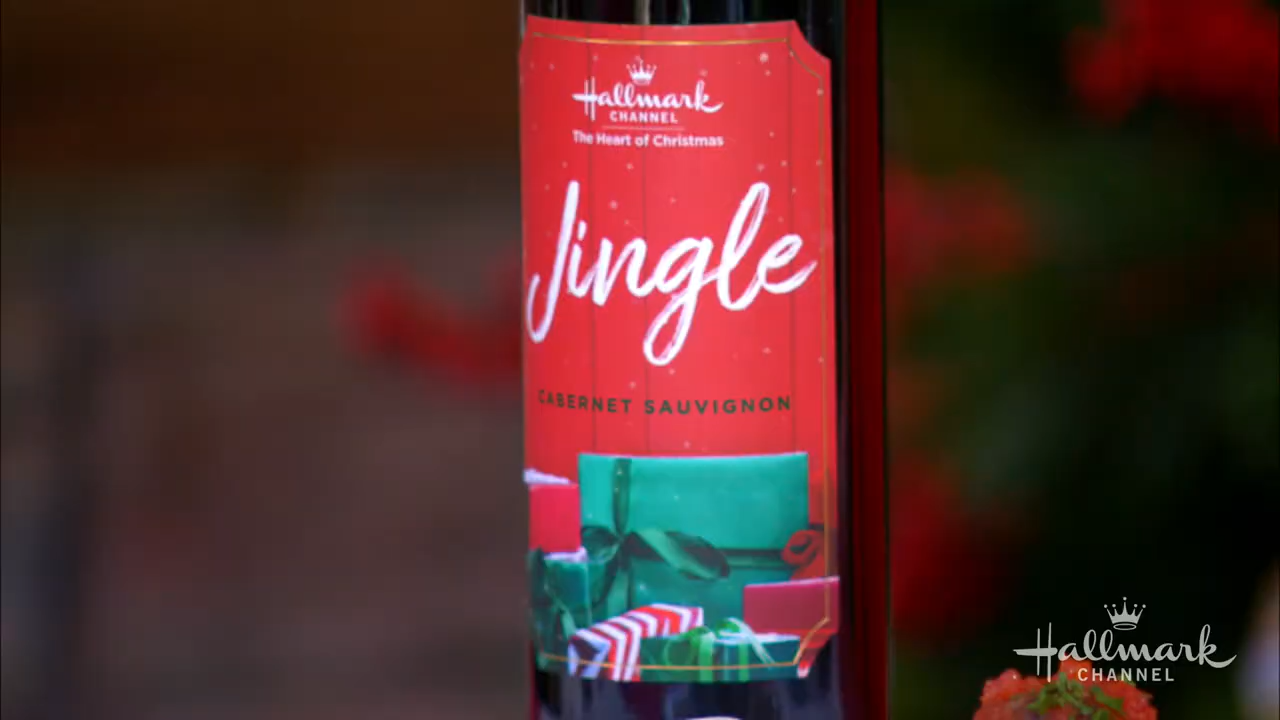 Hallmark
CHANNEL
The Heart of Christmas
Jingle
CABERNET SAUVIGNON
Hallmark
CHANNEL